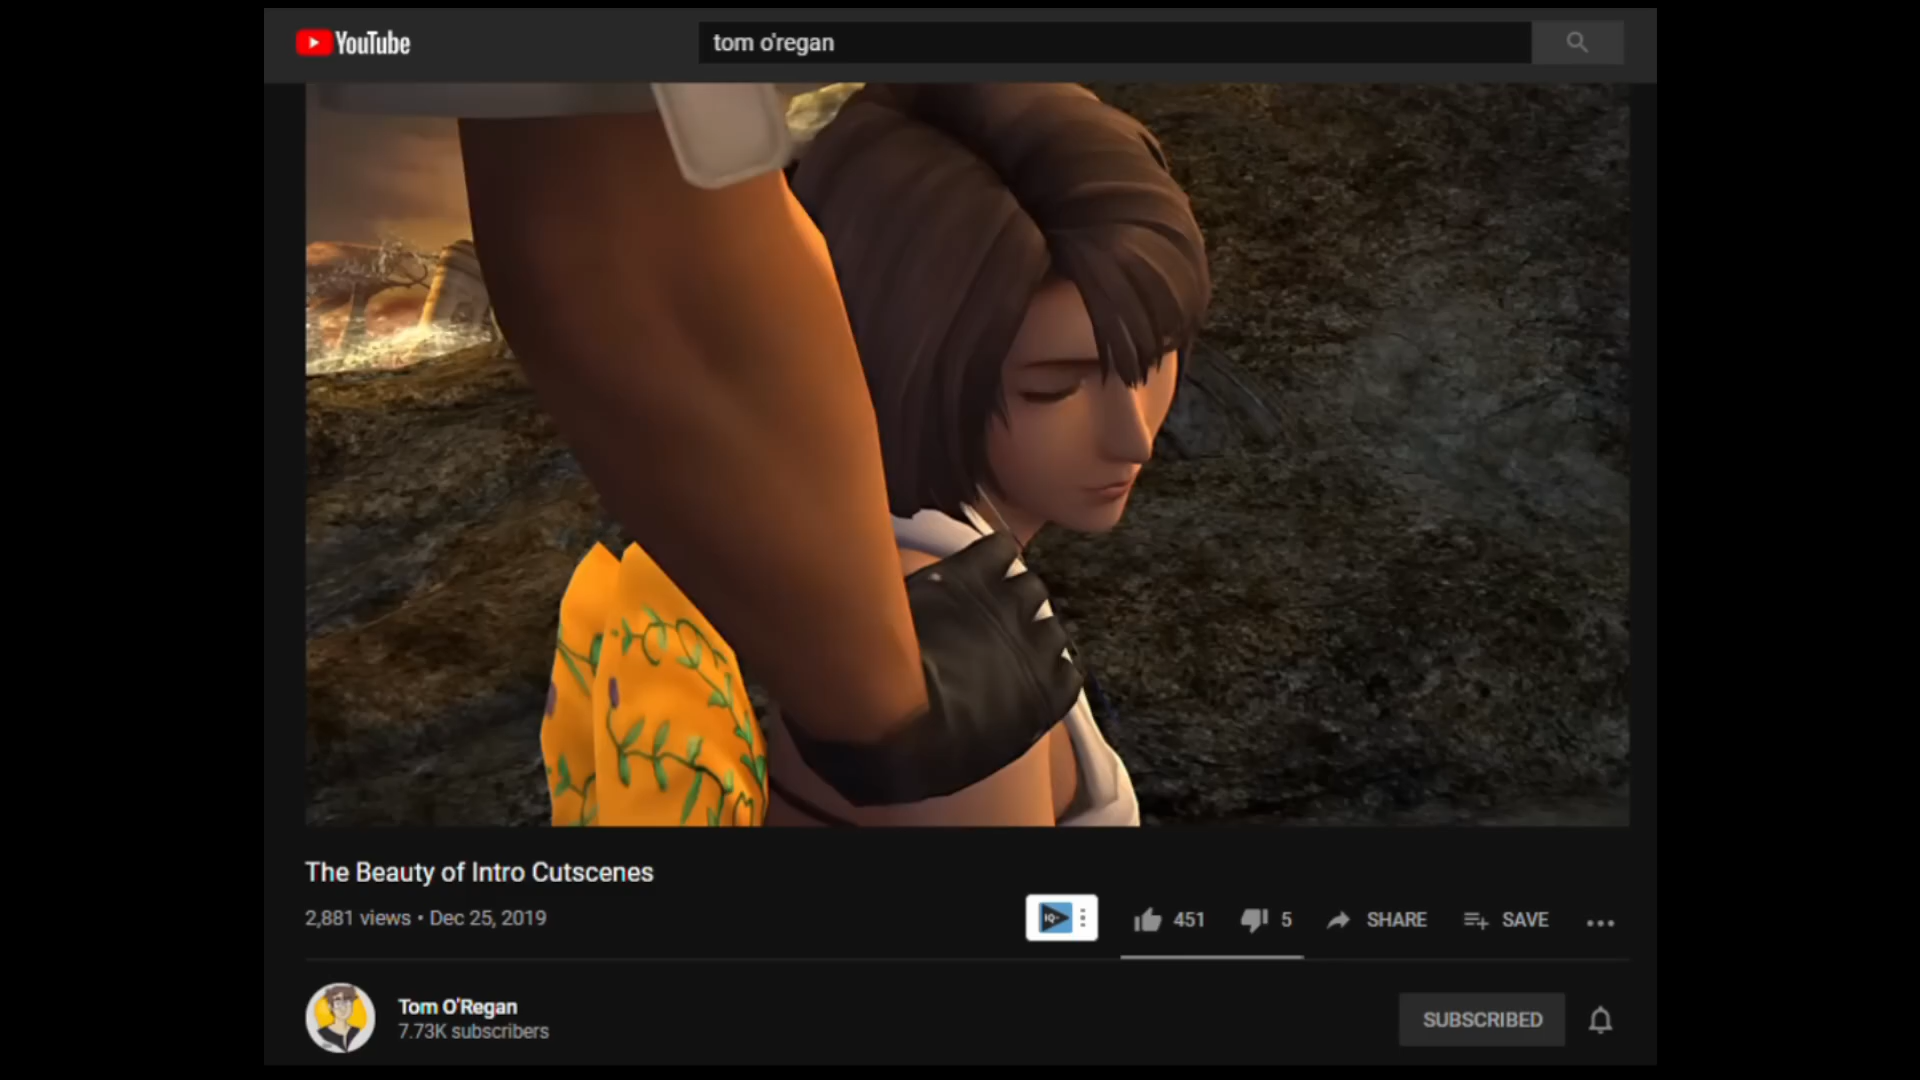 YouTube
tom o'regan
The Beauty of Intro Cutscenes
2,881 views • Dec 25, 2019
IQ
451
5
SHARE
SAVE
Tom O'Regan
7.73K subscribers
SUBSCRIBED